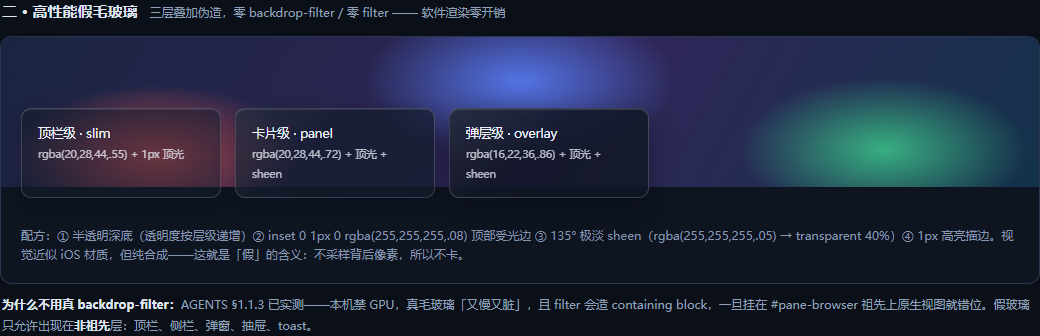 二 · 高性能假毛玻璃 三层叠加伪造，零 backdrop-filter / 零 filter —— 软件渲染零开销
顶栏级 · slim
rgba(20,28,44,.55) + 1px 顶光
卡片级 · panel
rgba(20,28,44,.72) + 顶光 +
sheen
弹层级 · overlay
rgba(16,22,36,.86) + 顶光 +
sheen
配方：① 半透明深底（透明度按层级递增）② inset 0 1px 0 rgba(255,255,255,.08) 顶部受光边 ③ 135° 极淡 sheen（rgba(255,255,255,.05) → transparent 40%）④ 1px 高亮描边。视
觉近似 iOS 材质，但纯合成——这就是「假」的含义：不采样背后像素，所以不卡。
为什么不用真 backdrop-filter：AGENTS §1.1.3 已实测——本机禁 GPU，真毛玻璃「又慢又脏」，且 filter 会造 containing block，一旦挂在 #pane-browser 祖先上原生视图就错位。假玻璃
只允许出现在非祖先层：顶栏、侧栏、弹窗、抽屉、toast。